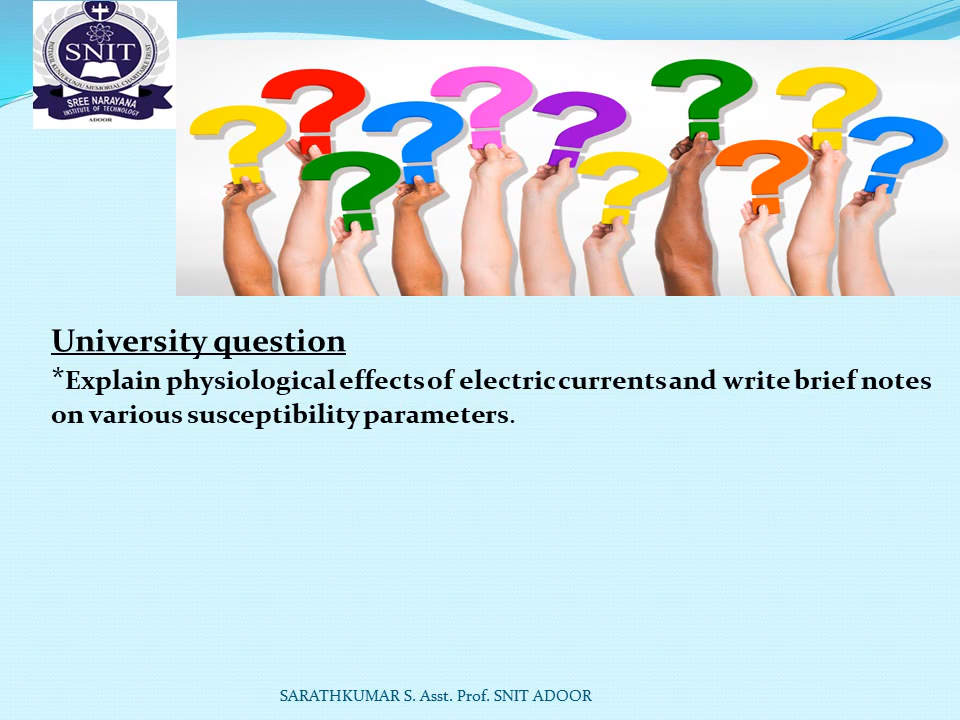 SNIT
SREE NARAYANA
INSTITUTE OF TECHNOLOGY
ADOOR
University question
*Explain physiological effects of electric currents and write brief notes
on various susceptibility parameters.
SARATHKUMAR S. Asst. Prof. SNIT ADOOR